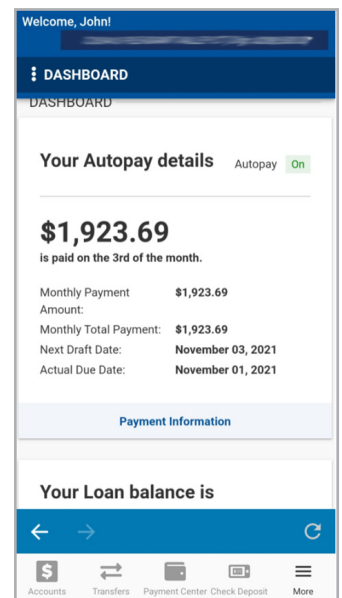 Welcome, John!
DASHBOARD
DASHBOARD
Your Autopay details Autopay On
$1,923.69
is paid on the 3rd of the month.
Monthly Payment Amount: $1,923.69
Monthly Total Payment: $1,923.69
Next Draft Date: November 03, 2021
Actual Due Date: November 01, 2021
Payment Information
Your Loan balance is
Accounts Transfers Payment Center Check Deposit More